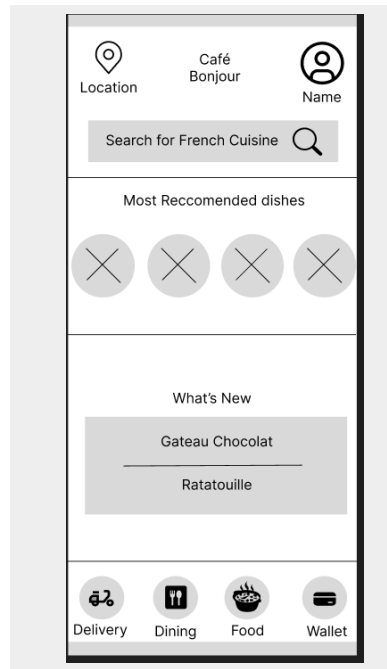 Location
Café
Bonjour
Name
Search for French Cuisine
Most Reccomended dishes
What's New
Gateau Chocolat
Ratatouille
Delivery
Dining
Food
Wallet